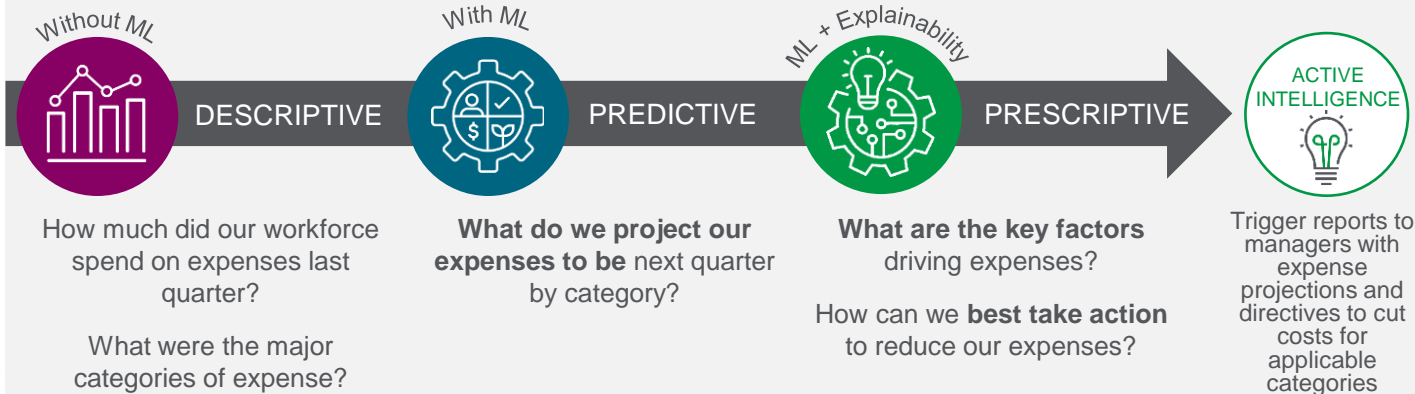 Without ML
DESCRIPTIVE
How much did our workforce
spend on expenses last
quarter?
What were the major
categories of expense?
With ML
$
PREDICTIVE
What do we project our
expenses to be next quarter
by category?
ML + Explainability
PRESCRIPTIVE
What are the key factors
driving expenses?
How can we best take action
to reduce our expenses?
ACTIVE
INTELLIGENCE
Trigger reports to
managers with
expense
projections and
directives to cut
costs for
applicable
categories